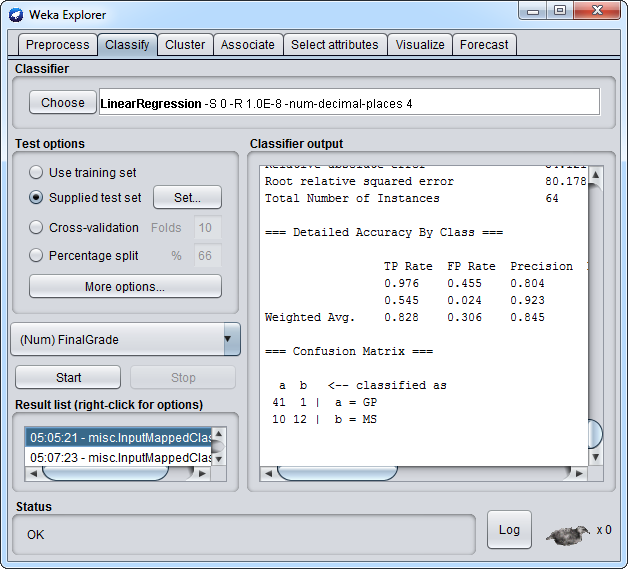 Weka Explorer
Preprocess Classify Cluster Associate Select attributes Visualize Forecast
Classifier
Choose LinearRegression -S 0 -R 1.0E-8 -num-decimal-places 4
Test options
Use training set
Supplied test set Set...
Cross-validation Folds 10
Percentage split % 66
More options...
(Num) FinalGrade
Start Stop
Result list (right-click for options)
05:05:21 - misc.InputMappedClas
05:07:23 - misc.InputMappedClas
Classifier output
Relative absolute error
Root relative squared error 80.178
Total Number of Instances 64
=== Detailed Accuracy By Class ===
TP Rate FP Rate Precision
0.976 0.455 0.804
0.545 0.024 0.923
Weighted Avg. 0.828 0.306 0.845
=== Confusion Matrix ===
a b <-- classified as
41 1 | a = GP
10 12 | b = MS
Status
OK
Log
x 0